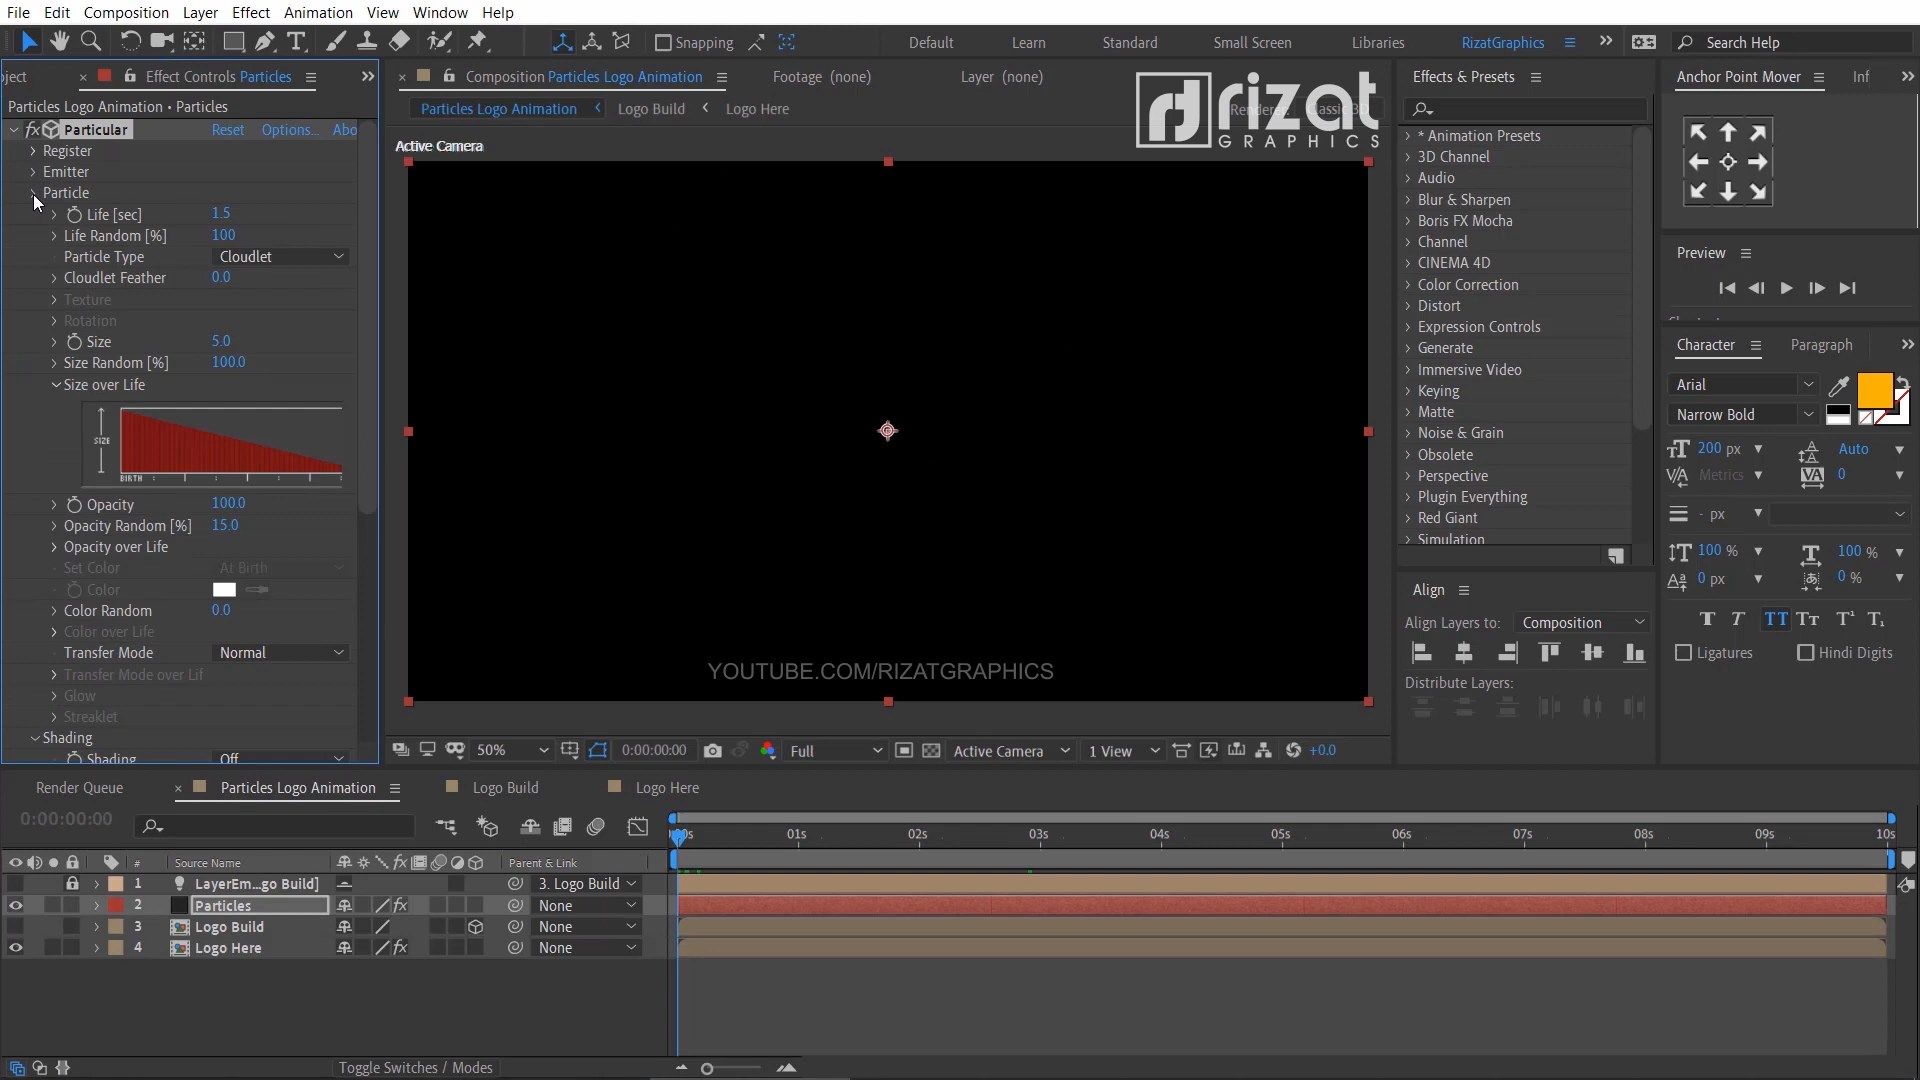 File Edit Composition Layer Effect Animation View Window Help
Snapping
Default Learn Standard Small Screen Libraries RizatGraphics Search Help
oject Effect Controls Particles
Particles Logo Animation • Particles
fx Particular Reset Options... Abo
Register
Emitter
Particle
Life [sec] 1.5
Life Random [%] 100
Particle Type Cloudlet
Cloudlet Feather 0.0
Texture
Rotation
Size 5.0
Size Random [%] 100.0
Size over Life
SIZE
BIRTH
Opacity 100.0
Opacity Random [%] 15.0
Opacity over Life
Set Color At Birth
Color
Color Random 0.0
Color over Life
Transfer Mode Normal
Transfer Mode over Lif
Glow
Streaklet
Shading
Shading Off
Composition Particles Logo Animation Footage (none) Layer (none)
Particles Logo Animation Logo Build Logo Here
rizat
GRAPHICS
Active Camera
YOUTUBE.COM/RIZATGRAPHICS
50% 0:00:00:00 Full Active Camera 1 View +0.0
Effects & Presets
* Animation Presets
3D Channel
Audio
Blur & Sharpen
Boris FX Mocha
Channel
CINEMA 4D
Color Correction
Distort
Expression Controls
Generate
Immersive Video
Keying
Matte
Noise & Grain
Obsolete
Perspective
Plugin Everything
Red Giant
Simulation
Align
Align Layers to: Composition
Distribute Layers:
Anchor Point Mover Inf
Preview
Character Paragraph
Arial
Narrow Bold
200 px Auto
Metrics 0
- px
100 % 100 %
0 px 0 %
Ligatures Hindi Digits
Render Queue Particles Logo Animation Logo Build Logo Here
0:00:00:00
01s 02s 03s 04s 05s 06s 07s 08s 09s 10s
# Source Name Parent & Link
1 LayerEm...go Build] 3. Logo Build
2 Particles None
3 Logo Build None
4 Logo Here None
Toggle Switches / Modes